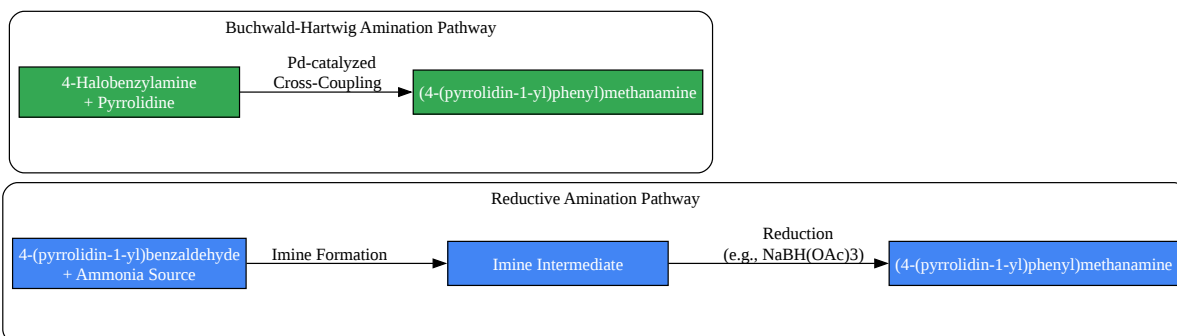 Buchwald-Hartwig Amination Pathway
4-Halobenzylamine
+ Pyrrolidine
Pd-catalyzed
Cross-Coupling
(4-(pyrrolidin-1-yl)phenyl)methanamine
Reductive Amination Pathway
4-(pyrrolidin-1-yl)benzaldehyde
+ Ammonia Source
Imine Formation
Imine Intermediate
Reduction
(e.g., NaBH(OAc)3)
(4-(pyrrolidin-1-yl)phenyl)methanamine